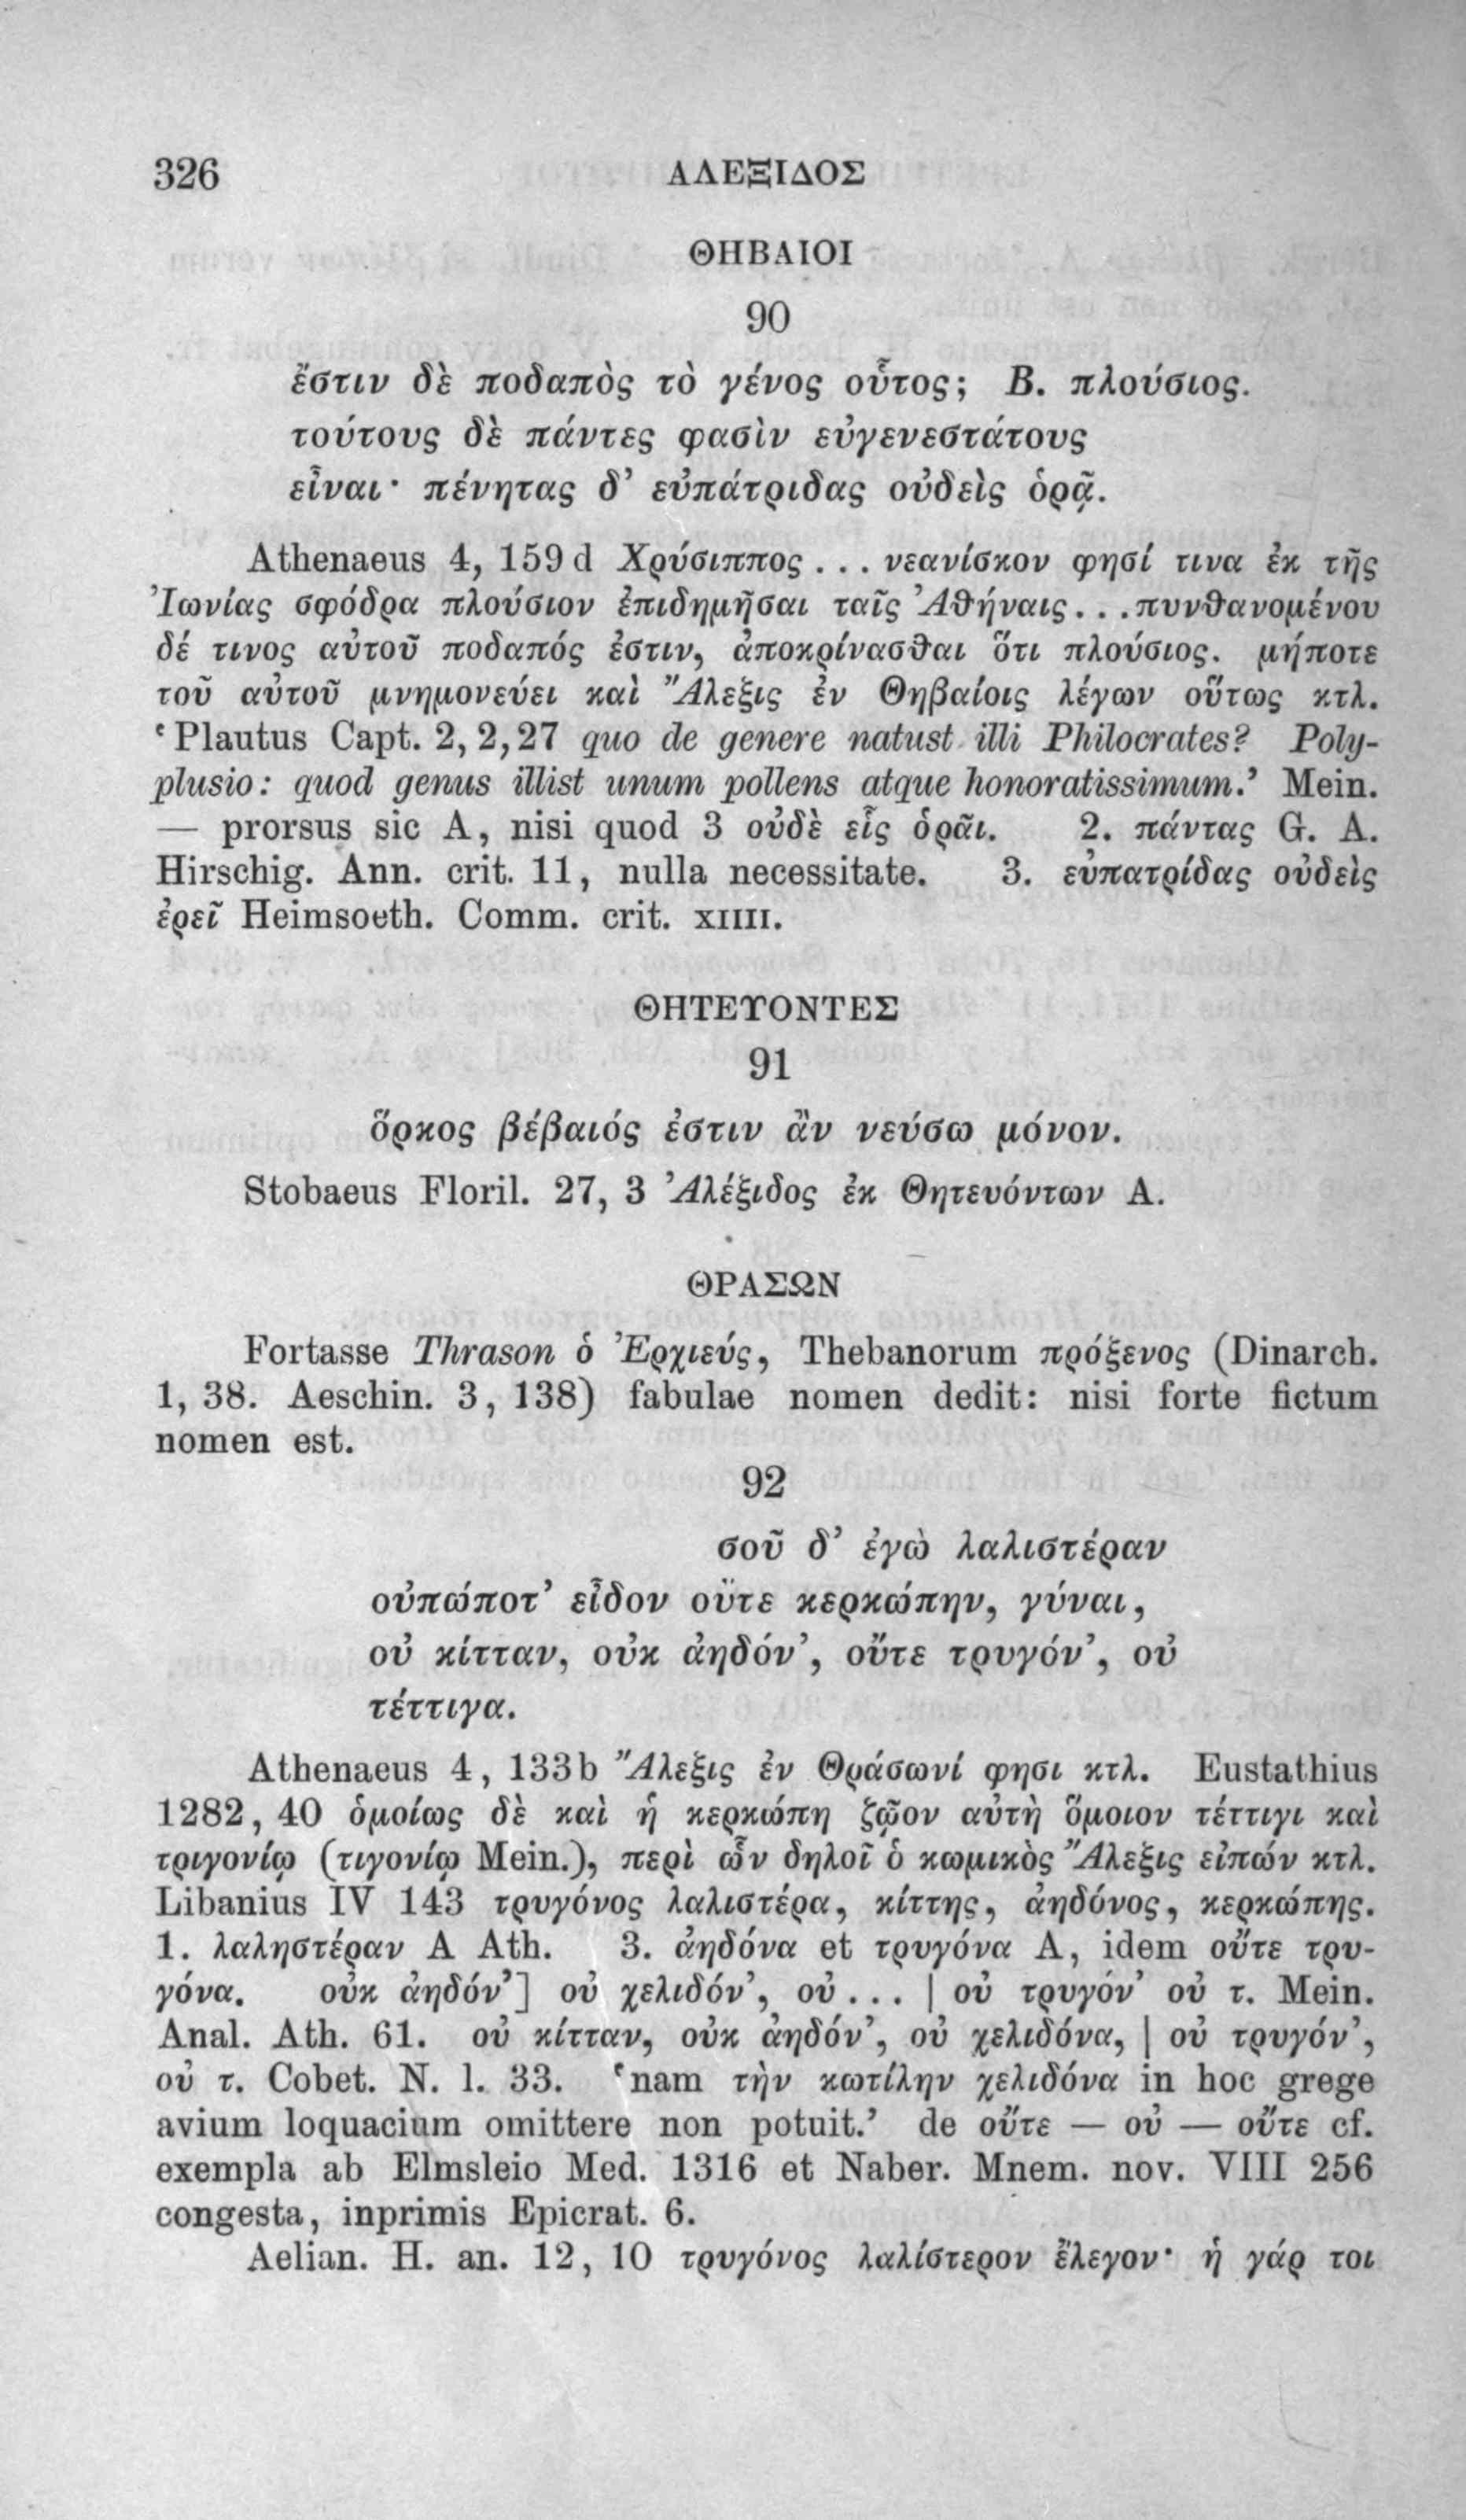 326 ΑΛΕΞΙΔΟΣ
ΘΗΒΑΙΟΙ
90
ἔστιν δὲ ποδαπὸς τὸ γένος οὗτος; Β. πλούσιος.
τούτους δὲ πάντες φασὶν εὐγενεστάτους
εἶναι· πένητας δ’ εὐπάτριδας οὐδεὶς ὁρᾷ.
Athenaeus 4, 159 d Χρύσιππος ... νεανίσκον φησί τινα ἐκ τῆς
Ἰωνίας σφόδρα πλούσιον ἐπιδημῆσαι ταῖς Ἀθήναις ... πυνθανομένου
δέ τινος αὐτοῦ ποδαπός ἐστιν, ἀποκρίνασθαι ὅτι πλούσιος. μήποτε
τοῦ αὐτοῦ μνημονεύει καὶ Ἄλεξις ἐν Θηβαίοις λέγων οὕτως κτλ.
‘Plautus Capt. 2, 2, 27 quo de genere natust illi Philocrates? Poly-
plusio: quod genus illist unum pollens atque honoratissimum.’ Mein.
— prorsus sic A, nisi quod 3 οὐδὲ εἷς ὁρᾶι. 2. πάντας G. A.
Hirschig. Ann. crit. 11, nulla necessitate. 3. εὐπατρίδας οὐδεὶς
ἐρεῖ Heimsoeth. Comm. crit. XIIII.
ΘΗΤΕΥΟΝΤΕΣ
91
ὅρκος βέβαιός ἐστιν ἂν νεύσω μόνον.
Stobaeus Floril. 27, 3 Ἀλέξιδος ἐκ Θητευόντων A.
ΘΡΑΣΩΝ
Fortasse Thrason ὁ Ἐρχιεύς, Thebanorum πρόξενος (Dinarch.
1, 38. Aeschin. 3, 138) fabulae nomen dedit: nisi forte fictum
nomen est.
92
σοῦ δ’ ἐγὼ λαλιστέραν
οὐπώποτ’ εἶδον οὔτε κερκώπην, γύναι,
οὐ κίτταν, οὐκ ἀηδόν’, οὔτε τρυγόν’, οὐ
τέττιγα.
Athenaeus 4, 133 b Ἄλεξις ἐν Θράσωνί φησι κτλ. Eustathius
1282, 40 ὁμοίως δὲ καὶ ἡ κερκώπη ζῷον αὐτὴ ὅμοιον τέττιγι καὶ
τριγονίῳ (τιγονίῳ Mein.), περὶ ὧν δηλοῖ ὁ κωμικὸς Ἄλεξις εἰπών κτλ.
Libanius IV 143 τρυγόνος λαλιστέρα, κίττης, ἀηδόνος, κερκώπης.
1. λαληστέραν A Ath. 3. ἀηδόνα et τρυγόνα A, idem οὔτε τρυ-
γόνα. οὐκ ἀηδόν’] οὐ χελιδόν’, οὐ ... | οὐ τρυγόν’ οὐ τ. Mein.
Anal. Ath. 61. οὐ κίτταν, οὐκ ἀηδόν’, οὐ χελιδόνα, | οὐ τρυγόν’,
οὐ τ. Cobet. N. l. 33. ‘nam τὴν κωτίλην χελιδόνα in hoc grege
avium loquacium omittere non potuit.’ de οὔτε — οὐ — οὔτε cf.
exempla ab Elmsleio Med. 1316 et Naber. Mnem. nov. VIII 256
congesta, inprimis Epicrat. 6.
Aelian. H. an. 12, 10 τρυγόνος λαλίστερον ἔλεγον· ἡ γάρ τοι